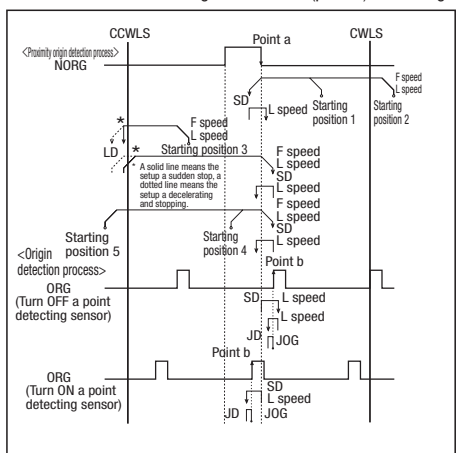 CCWLS
CWLS
Point a
<Proximity origin detection process>
NORG
F speed
SD
L speed
L speed
Starting
position 1
Starting
position 2
*
F speed
L speed
LD
*
Starting position 3
F speed
L speed
SD
* A solid line means the
setup a sudden stop, a
dotted line means the
setup a decelerating
and stopping.
L speed
F speed
L speed
SD
Starting
position 5
Starting
position 4
L speed
<Origin
detection process>
Point b
ORG
(Turn OFF a point
detecting sensor)
SD
L speed
L speed
JD
JOG
Point b
ORG
(Turn ON a point
detecting sensor)
SD
L speed
JD
JOG